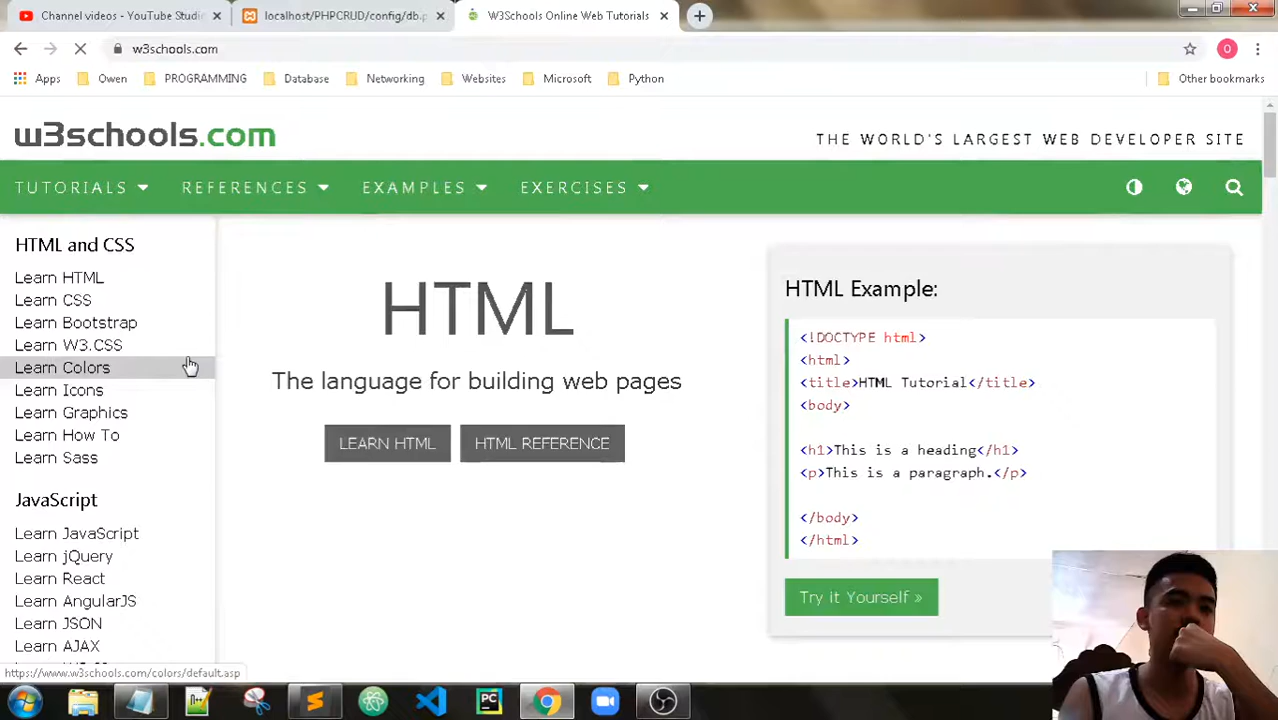 Channel videos - YouTube Studi
localhost/PHPCRUD/config/db.p
W3Schools Online Web Tutorials
w3schools.com
O
Apps Owen PROGRAMMING Database Networking Websites Microsoft Python Other bookmarks
w3schools.com
THE WORLD'S LARGEST WEB DEVELOPER SITE
TUTORIALS REFERENCES EXAMPLES EXERCISES
HTML and CSS
Learn HTML
Learn CSS
Learn Bootstrap
Learn W3.CSS
Learn Colors
Learn Icons
Learn Graphics
Learn How To
Learn Sass
JavaScript
Learn JavaScript
Learn jQuery
Learn React
Learn AngularJS
Learn JSON
Learn AJAX
HTML
The language for building web pages
LEARN HTML
HTML REFERENCE
HTML Example:
<!DOCTYPE html>
<html>
<title>HTML Tutorial</title>
<body>
<h1>This is a heading</h1>
<p>This is a paragraph.</p>
</body>
</html>
Try it Yourself »
https://www.w3schools.com/colors/default.asp
PC